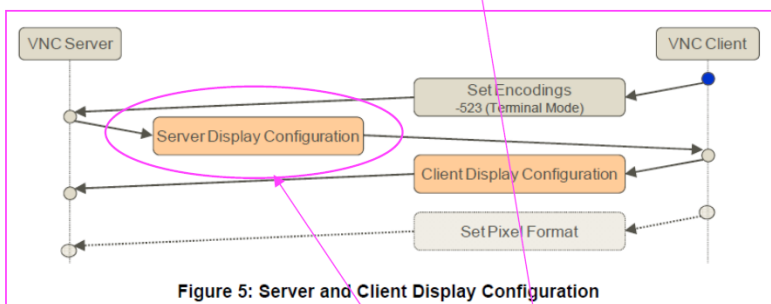 VNC Server
VNC Client
Set Encodings
-523 (Terminal Mode)
Server Display Configuration
Client Display Configuration
Set Pixel Format
Figure 5: Server and Client Display Configuration